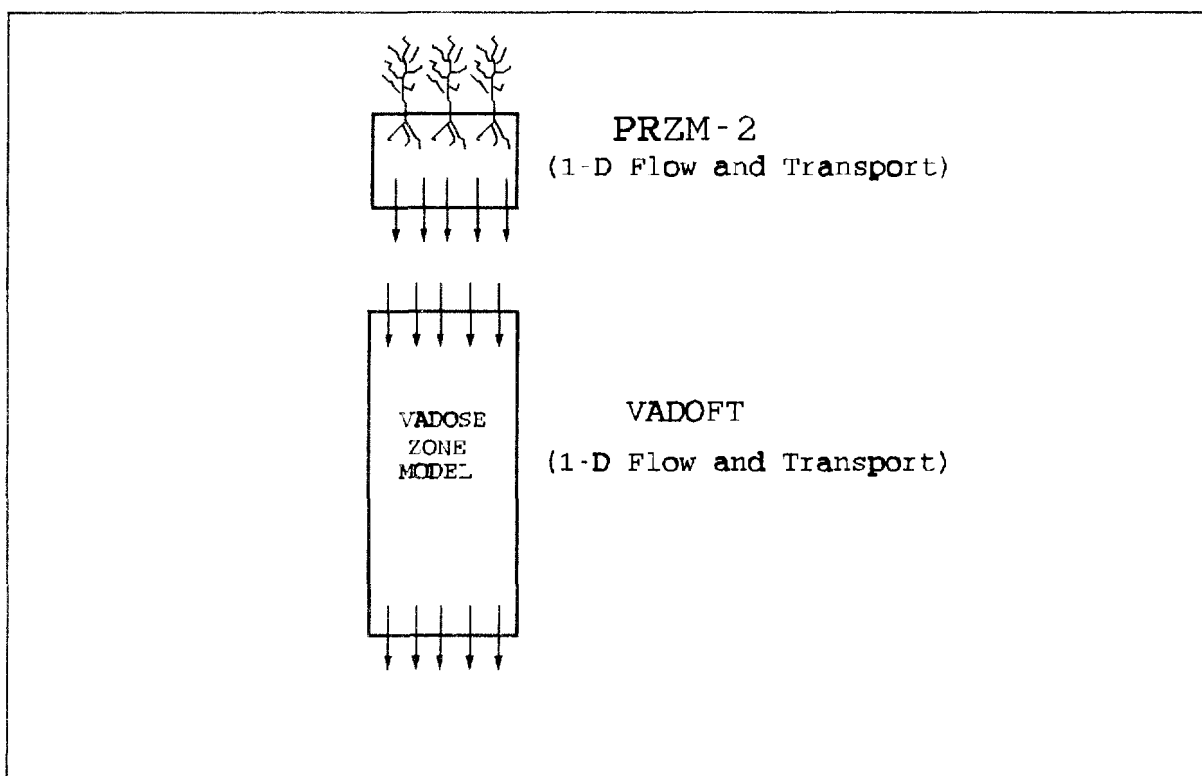 PRZM-2
(1-D Flow and Transport)
VADOSE
ZONE
MODEL
VADOFT
(1-D Flow and Transport)